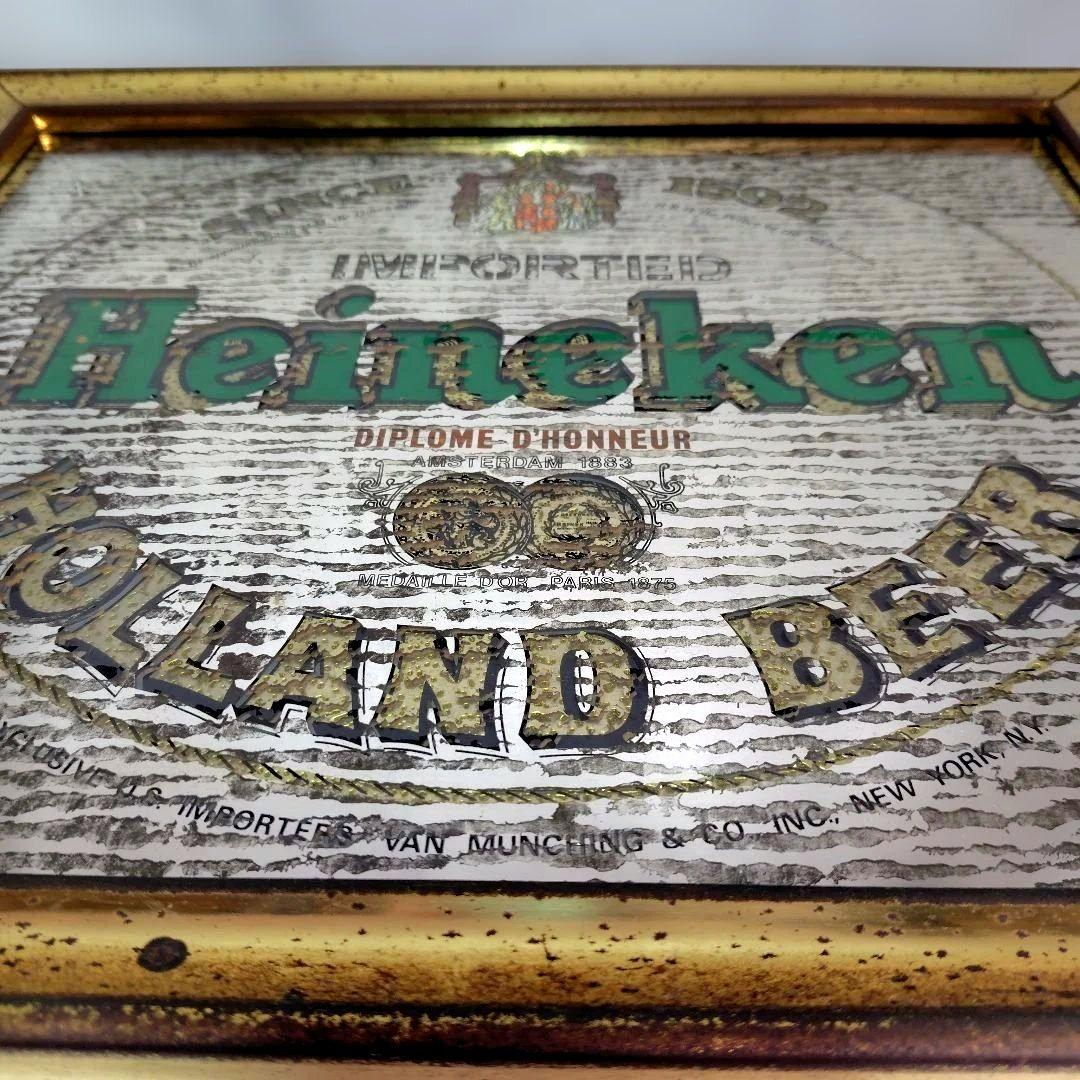 SINCE 1592
IMPORTED
Heineken
DIPLOME D'HONNEUR
AMSTERDAM 1883
MEDAILLE D'OR PARIS 1875
HOLLAND BEER
EXCLUSIVE U.S. IMPORTERS VAN MUNCHING & CO. INC., NEW YORK, N.Y.